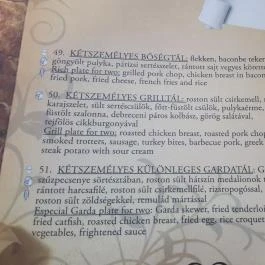 49. KÉTSZEMÉLYES BŐSÉGTÁL: flekken, baconbe teker
göngyölt pulyka, párizsi sertésszelet, rántott sajt vegyes körette
Rich plate for two: grilled pork chop, chicken breast in bacon
fried pork, fried cheese, french fries and rice
50. KÉTSZEMÉLYES GRILLTÁL: roston sült csirkemell,
karajszelet, sült sertéscsülök, főtt-füstölt csülök, pulykaérme,
füstölt szalonna, debreceni páros kolbász, görög salátával,
tejfölös cikkburgonyával
Grill plate for two: roasted chicken breast, roasted pork chop
smoked trotters, sausage, turkey bites, barbecue pork, greek
steak potato with sour cream
51. KÉTSZEMÉLYES KÜLÖNLEGES GARDATÁL: G
szűzpecsenye sörtésztában, roston sült hátszín medalionok
rántott harcsafilé, roston sült csirkemellfilé, rizsropogóssal,
roston sült zöldségekkel, remulád mártással
Especial Garda plate for two: Garda skewer, fried tenderloi
fried catfish, roasted chicken breast, fried egg, rice croquet
vegetables, frightened sauce